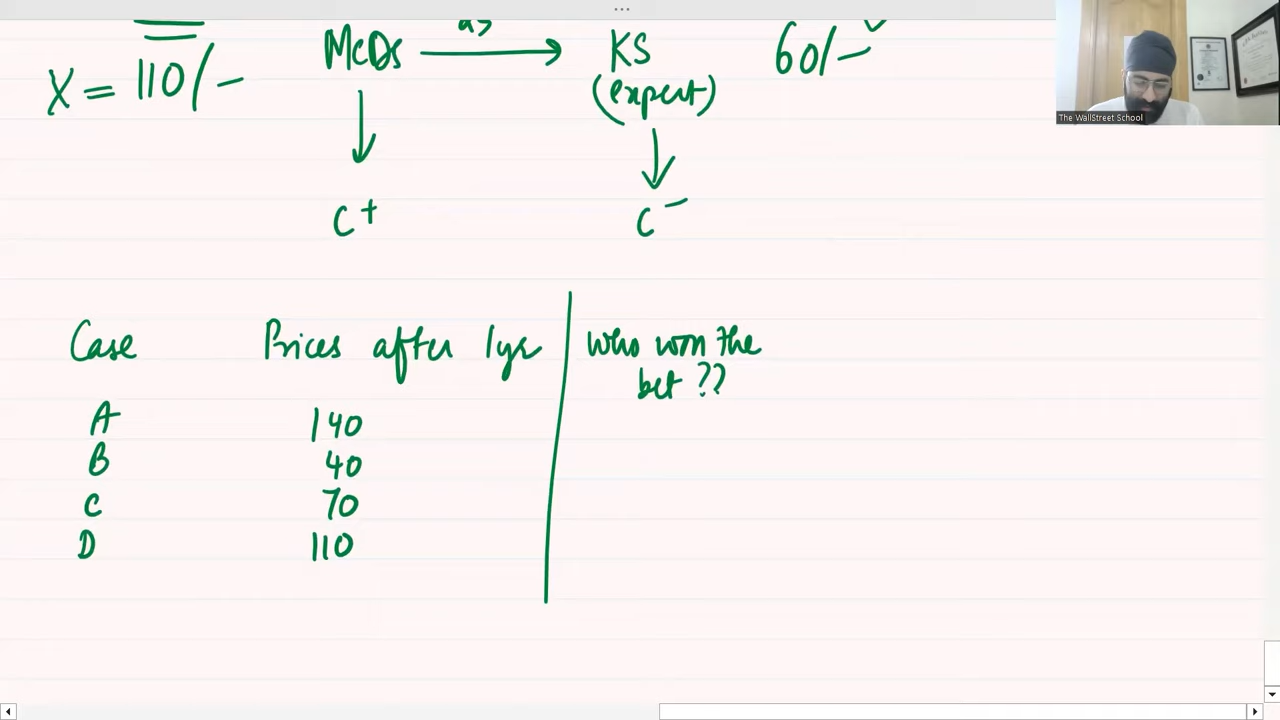 X = 110/-
McDs
KS
(expert)
60/-
C+
C-
The WallStreet School
Case Prices after 1yr who won the bet ??
A 140
B 40
C 70
D 110